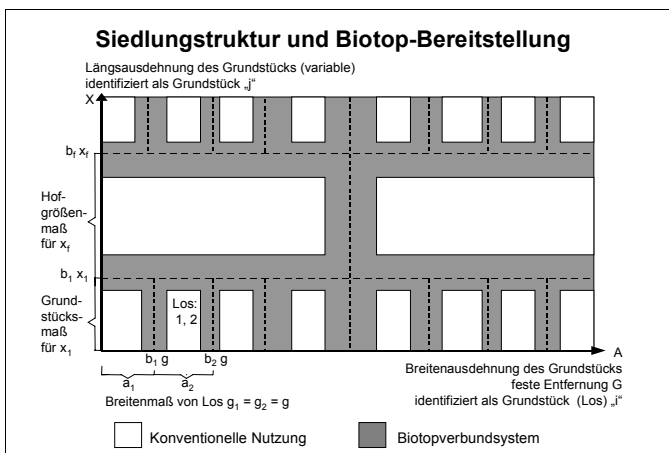 Siedlungstruktur und Biotop-Bereitstellung
Längsausdehnung des Grundstücks (variable)
identifiziert als Grundstück „j“
X
b_f x_f
Hof-
größen-
maß
für x_f
b_1 x_1
Grund-
stücks-
maß
für x_1
Los:
1, 2
A
b_1 g
b_2 g
a_1
a_2
Breitenausdehnung des Grundstücks
feste Entfernung G
identifiziert als Grundstück (Los) „i“
Breitenmaß von Los g_1 = g_2 = g
Konventionelle Nutzung
Biotopverbundsystem